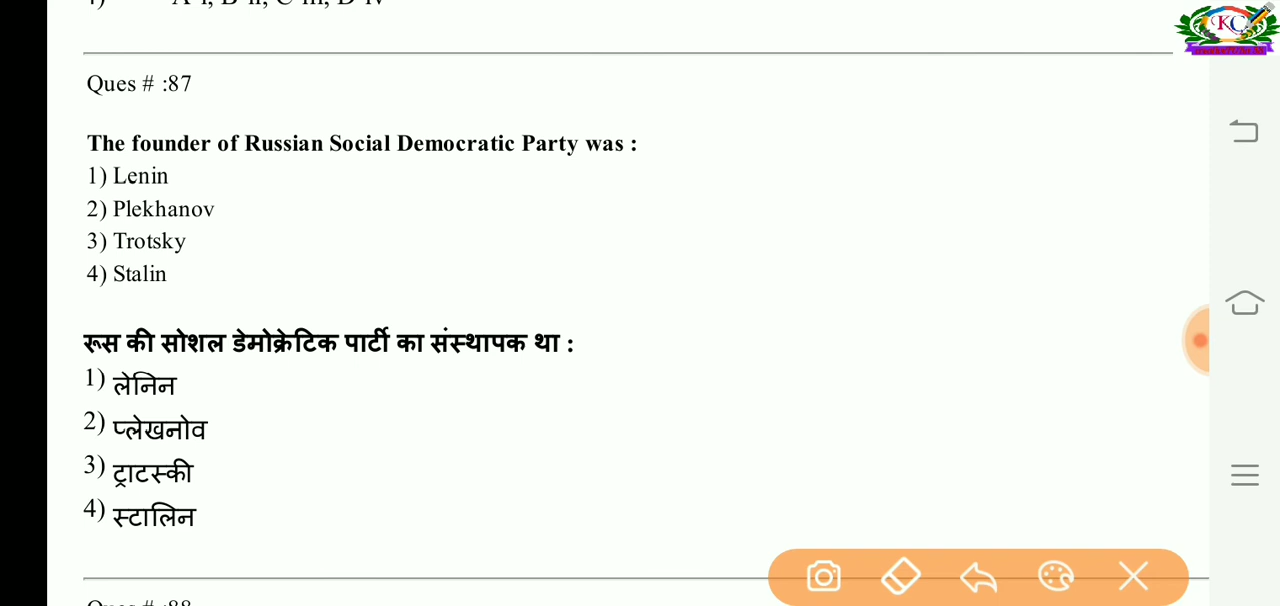 Ques # :87
The founder of Russian Social Democratic Party was :
1) Lenin
2) Plekhanov
3) Trotsky
4) Stalin
रूस की सोशल डेमोक्रेटिक पार्टी का संस्थापक था :
1) लेनिन
2) प्लेखनोव
3) ट्राटस्की
4) स्टालिन
KC